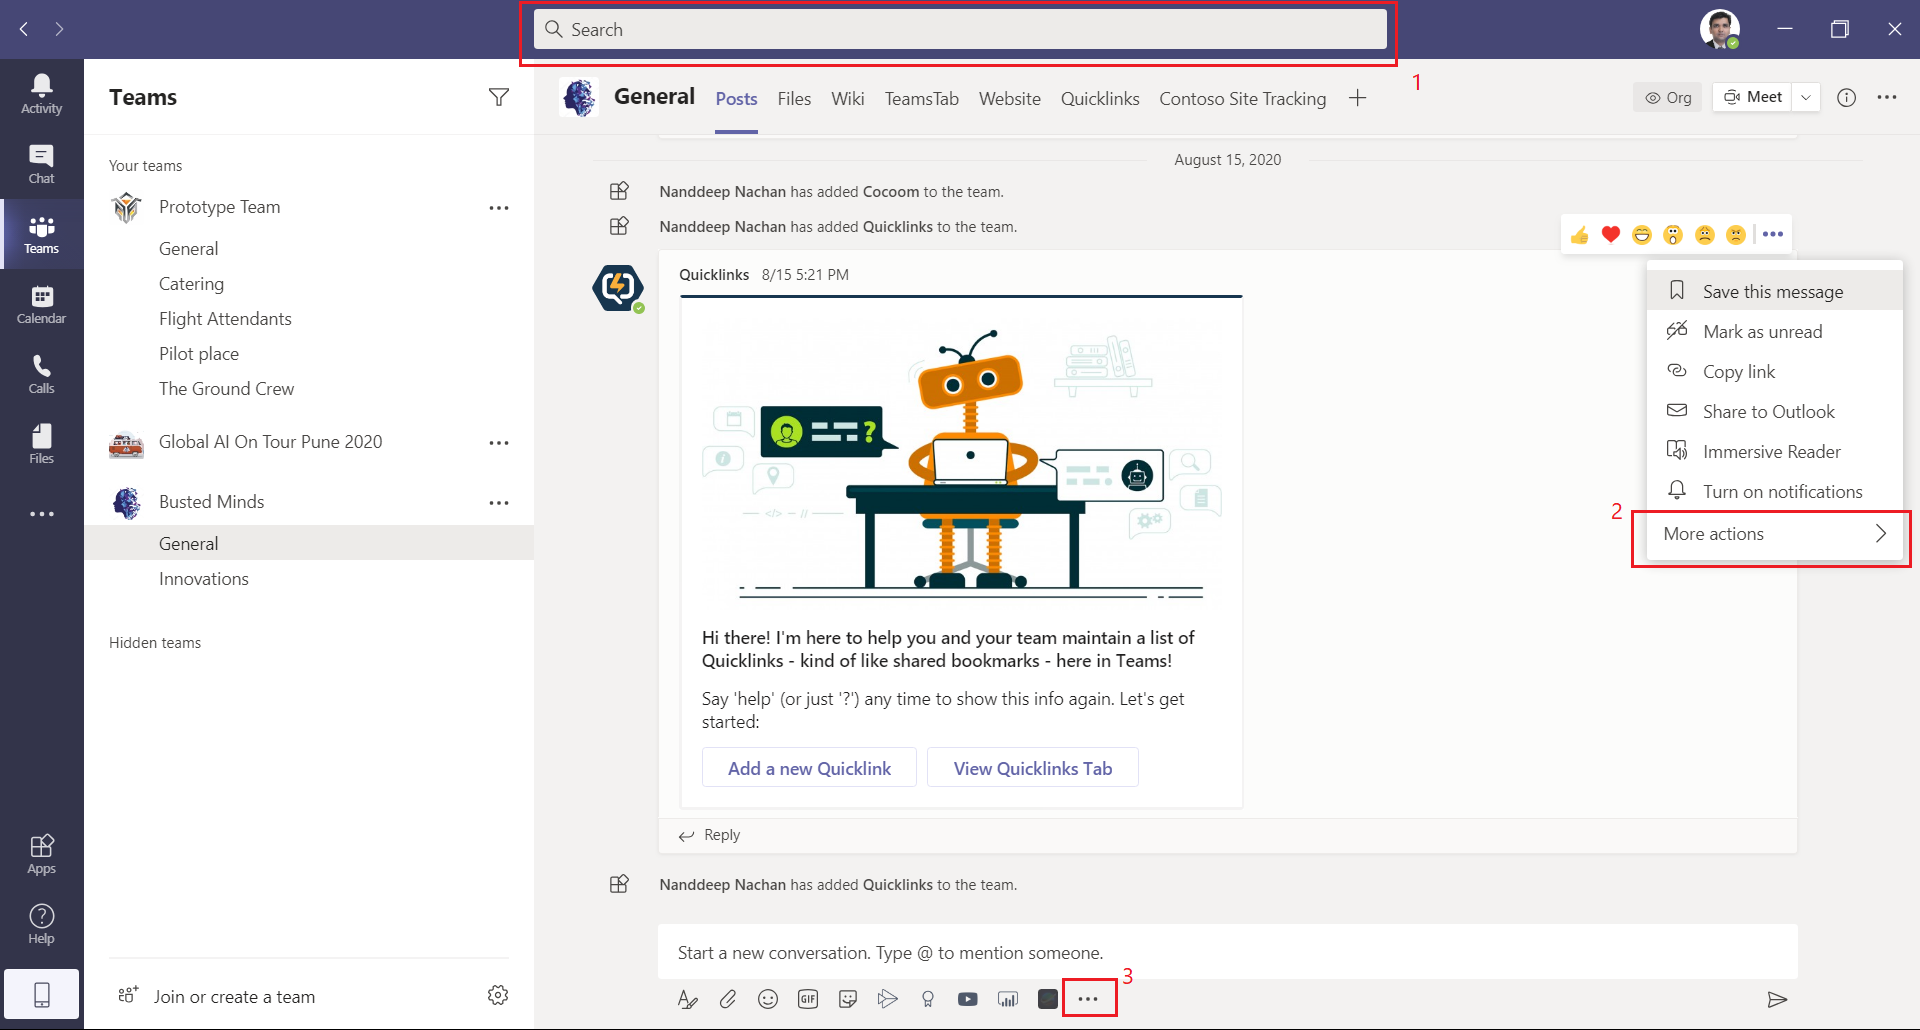 Search
1
Activity
Chat
Teams
Calendar
Calls
Files
Apps
Help
Teams
Your teams
Prototype Team
General
Catering
Flight Attendants
Pilot place
The Ground Crew
Global AI On Tour Pune 2020
Busted Minds
General
Innovations
Hidden teams
Join or create a team
General Posts Files Wiki TeamsTab Website Quicklinks Contoso Site Tracking
Org Meet
August 15, 2020
Nanddeep Nachan has added Cocoom to the team.
Nanddeep Nachan has added Quicklinks to the team.
Quicklinks 8/15 5:21 PM
?
</> — //
Hi there! I'm here to help you and your team maintain a list of
Quicklinks - kind of like shared bookmarks - here in Teams!
Say 'help' (or just '?') any time to show this info again. Let's get
started:
Add a new Quicklink View Quicklinks Tab
Reply
Save this message
Mark as unread
Copy link
Share to Outlook
Immersive Reader
Turn on notifications
2
More actions
Nanddeep Nachan has added Quicklinks to the team.
Start a new conversation. Type @ to mention someone.
GIF
3